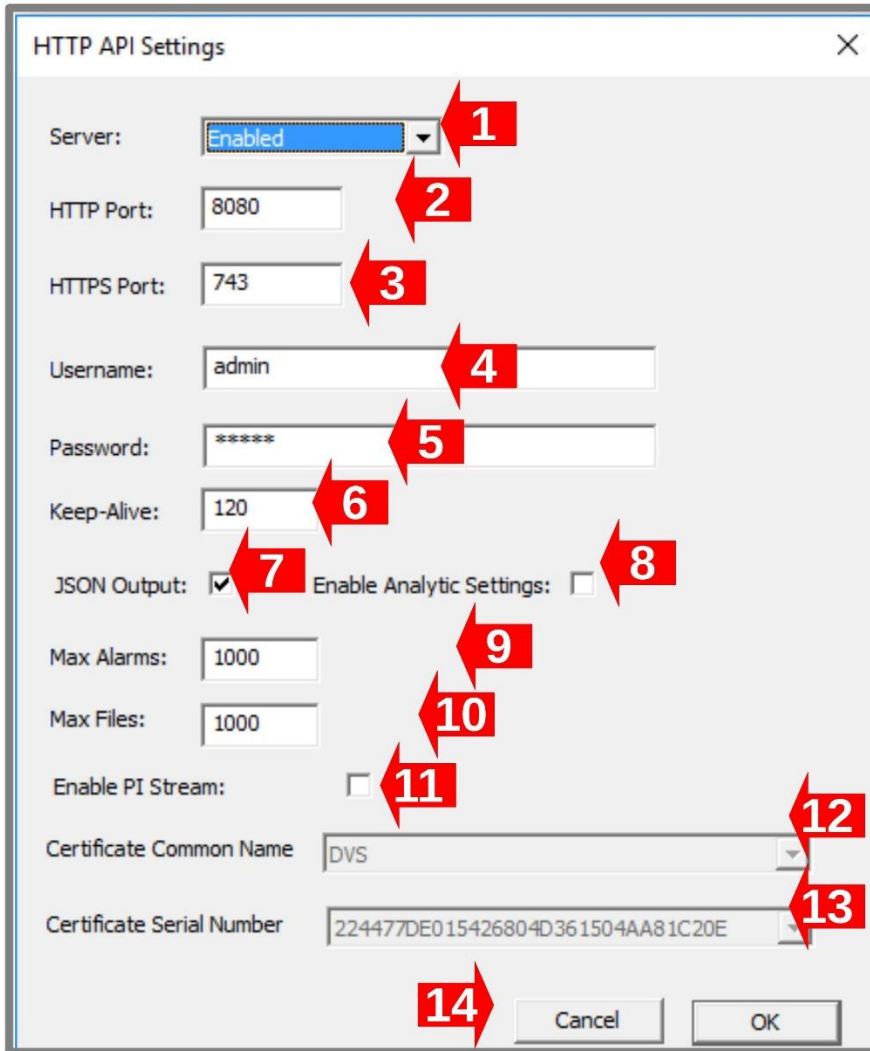 HTTP API Settings
Server: Enabled 1
HTTP Port: 8080 2
HTTPS Port: 743 3
Username: admin 4
Password: ***** 5
Keep-Alive: 120 6
JSON Output: 7 Enable Analytic Settings: 8
Max Alarms: 1000 9
Max Files: 1000 10
Enable PI Stream: 11
12
Certificate Common Name DVS
13
Certificate Serial Number 224477DE015426804D361504AA81C20E
14 Cancel OK